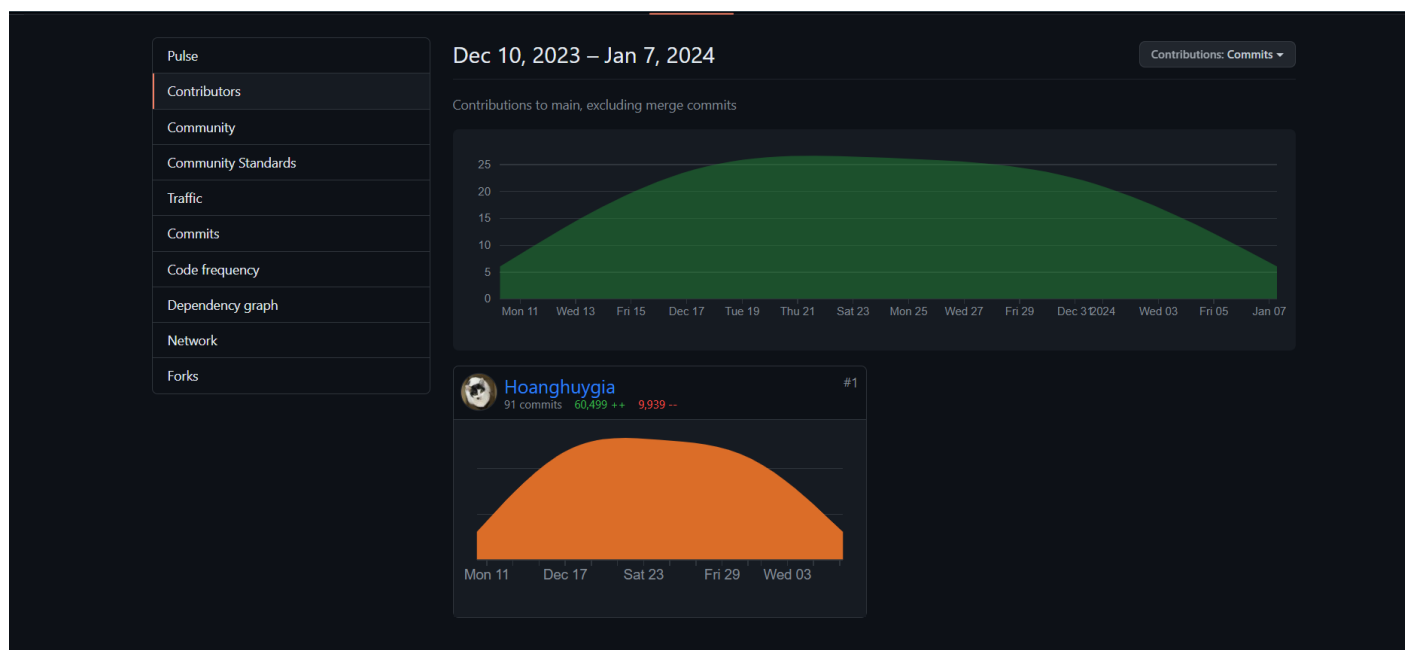 Pulse
Contributors
Community
Community Standards
Traffic
Commits
Code frequency
Dependency graph
Network
Forks
Dec 10, 2023 – Jan 7, 2024
Contributions: Commits
Contributions to main, excluding merge commits
25
20
15
10
5
0
Mon 11 Wed 13 Fri 15 Dec 17 Tue 19 Thu 21 Sat 23 Mon 25 Wed 27 Fri 29 Dec 31 2024 Wed 03 Fri 05 Jan 07
Hoanghuygia #1
91 commits 60,499 ++ 9,939 --
Mon 11 Dec 17 Sat 23 Fri 29 Wed 03